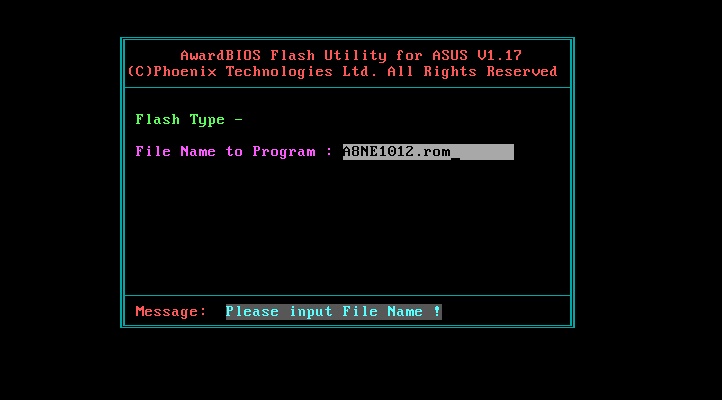 AwardBIOS Flash Utility for ASUS V1.17
(C)Phoenix Technologies Ltd. All Rights Reserved
Flash Type -
File Name to Program : A8NE1012.rom_
Message: Please input File Name !